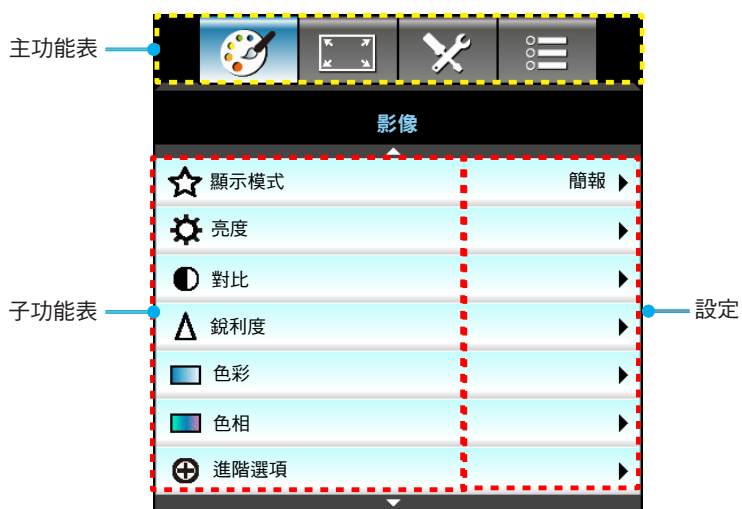 主功能表
影像
顯示模式 簡報
亮度
對比
子功能表
銳利度
設定
色彩
色相
進階選項